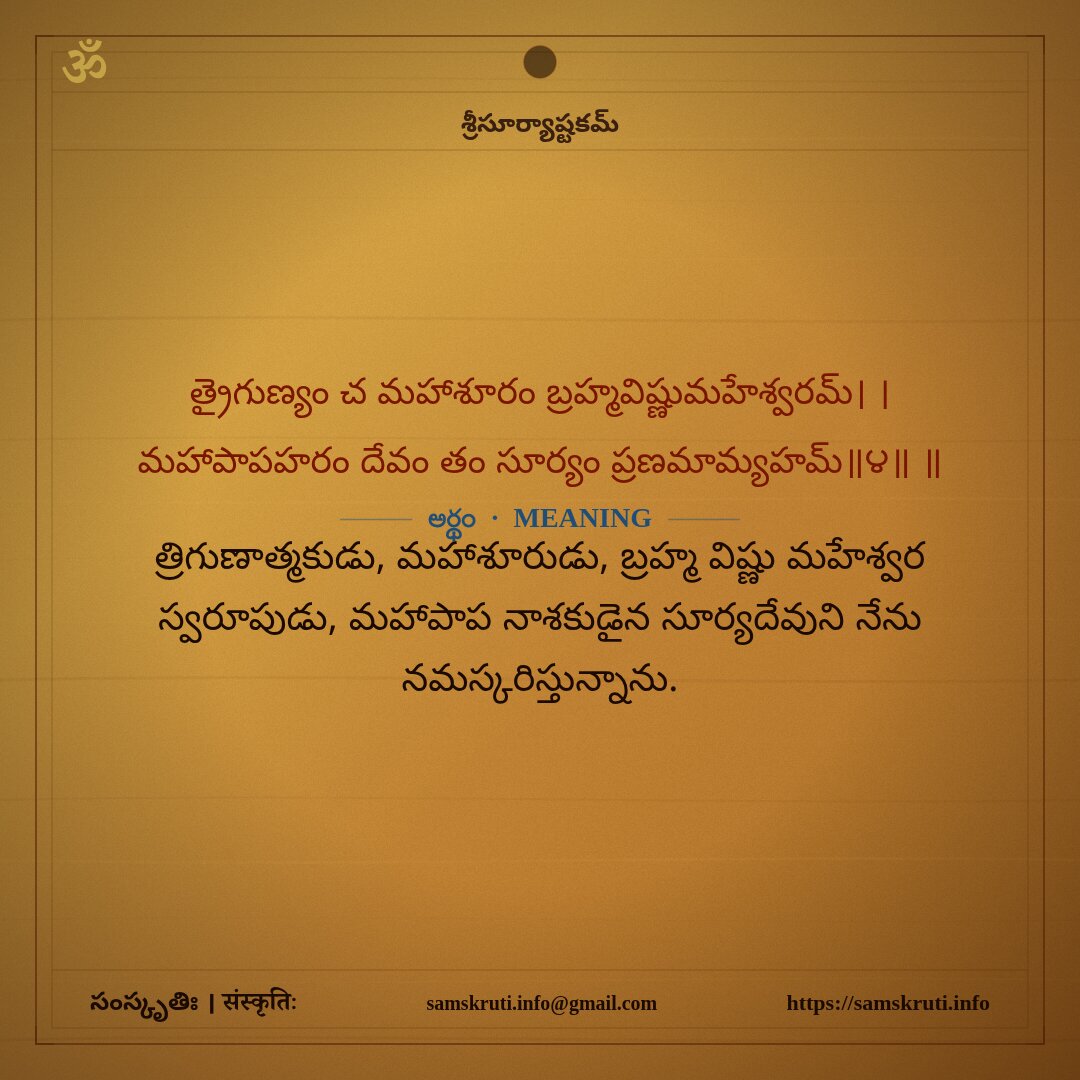 ॐ
శ్రీసూర్యాష్టకమ్
త్రైగుణ్యం చ మహాశూరం బ్రహ్మవిష్ణుమహేశ్వరమ్। ।
మహాపాపహరం దేవం తం సూర్యం ప్రణమామ్యహమ్॥౪॥ ॥
అర్థం · MEANING
త్రిగుణాత్మకుడు, మహాశూరుడు, బ్రహ్మ విష్ణు మహేశ్వర
స్వరూపుడు, మహాపాప నాశకుడైన సూర్యదేవుని నేను
నమస్కరిస్తున్నాను.
సంస్కృతిః | संस्कृतिः samskruti.info@gmail.com https://samskruti.info